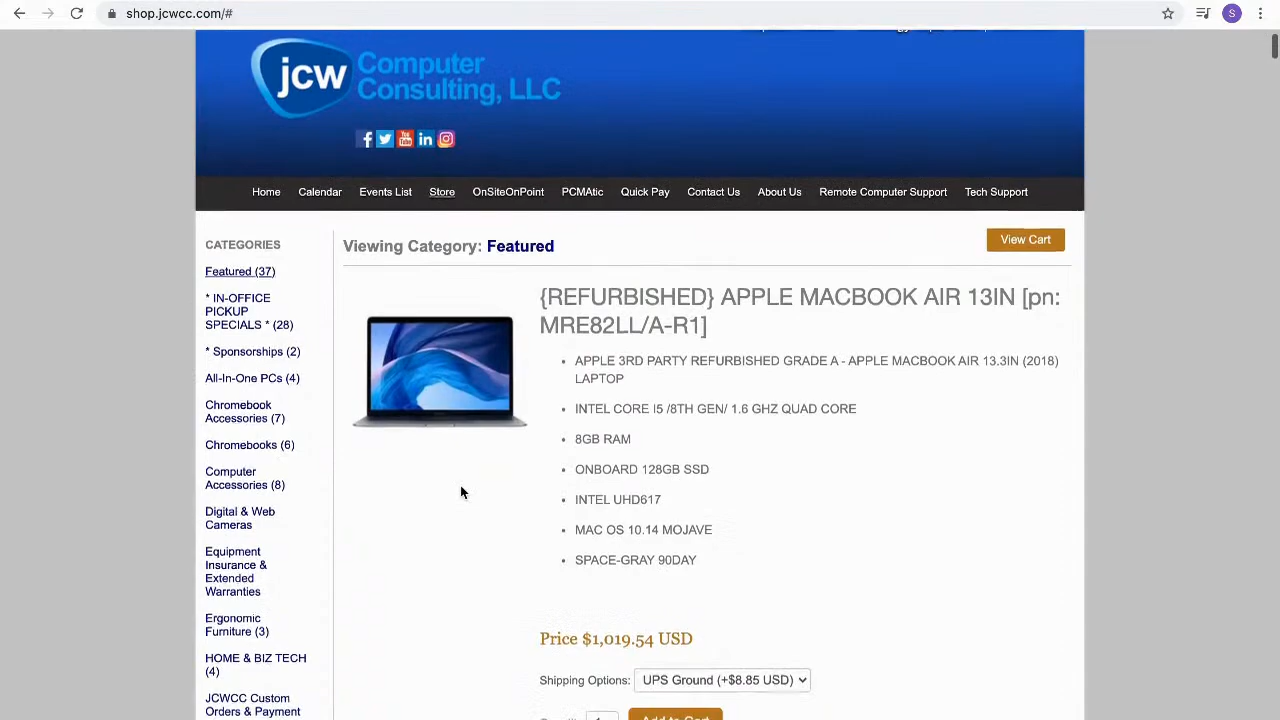 shop.jcwcc.com/#
S
jcw Computer
Consulting, LLC
Home Calendar Events List Store OnSiteOnPoint PCMAtic Quick Pay Contact Us About Us Remote Computer Support Tech Support
CATEGORIES
Featured (37)
* IN-OFFICE
PICKUP
SPECIALS * (28)
* Sponsorships (2)
All-In-One PCs (4)
Chromebook
Accessories (7)
Chromebooks (6)
Computer
Accessories (8)
Digital & Web
Cameras
Equipment
Insurance &
Extended
Warranties
Ergonomic
Furniture (3)
HOME & BIZ TECH
(4)
JCWCC Custom
Orders & Payment
Viewing Category: Featured
View Cart
{REFURBISHED} APPLE MACBOOK AIR 13IN [pn:
MRE82LL/A-R1]
• APPLE 3RD PARTY REFURBISHED GRADE A - APPLE MACBOOK AIR 13.3IN (2018)
LAPTOP
• INTEL CORE I5 /8TH GEN/ 1.6 GHZ QUAD CORE
• 8GB RAM
• ONBOARD 128GB SSD
• INTEL UHD617
• MAC OS 10.14 MOJAVE
• SPACE-GRAY 90DAY
Price $1,019.54 USD
Shipping Options: UPS Ground (+$8.85 USD)
Add to Cart